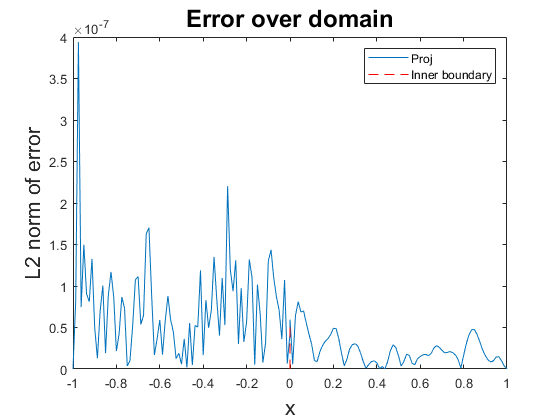 Error over domain
×10⁻⁷
4
3.5
3
2.5
2
1.5
1
0.5
0
L2 norm of error
Proj
Inner boundary
-1 -0.8 -0.6 -0.4 -0.2 0 0.2 0.4 0.6 0.8 1
x